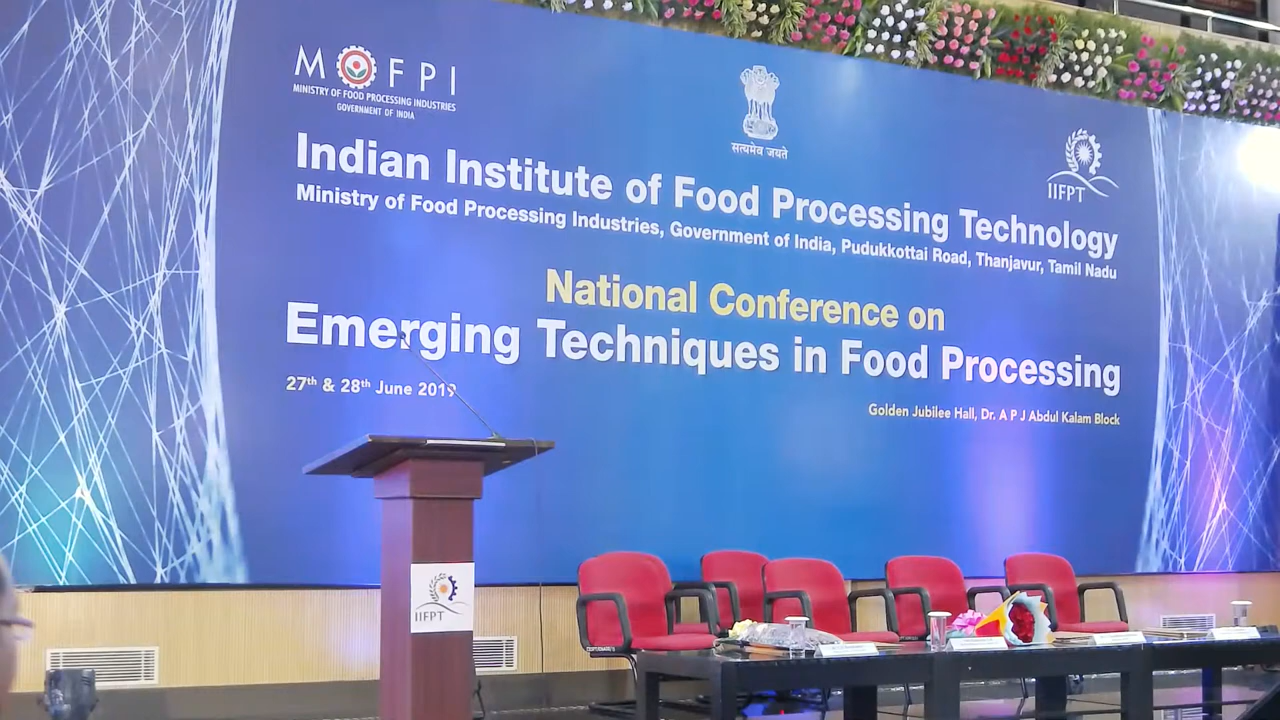 MOFPI
MINISTRY OF FOOD PROCESSING INDUSTRIES
GOVERNMENT OF INDIA
सत्यमेव जयते
IIFPT
Indian Institute of Food Processing Technology
Ministry of Food Processing Industries, Government of India, Pudukkottai Road, Thanjavur, Tamil Nadu
National Conference on
Emerging Techniques in Food Processing
27th & 28th June 2019
Golden Jubilee Hall, Dr. A P J Abdul Kalam Block
IIFPT